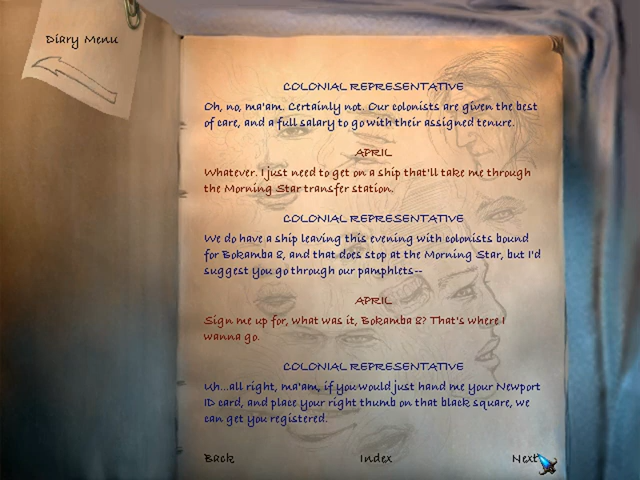 Diary Menu
COLONIAL REPRESENTATIVE
Oh, no, ma'am. Certainly not. Our colonists are given the best
of care, and a full salary to go with their assigned tenure.
APRIL
Whatever. I just need to get on a ship that'll take me through
the Morning Star transfer station.
COLONIAL REPRESENTATIVE
We do have a ship leaving this evening with colonists bound
for Bokamba 8, and that does stop at the Morning Star, but I'd
suggest you go through our pamphlets--
APRIL
Sign me up for, what was it, Bokamba 8? That's where I
wanna go.
COLONIAL REPRESENTATIVE
Uh...all right, ma'am, if you would just hand me your Newport
ID card, and place your right thumb on that black square, we
can get you registered.
Back Index Next